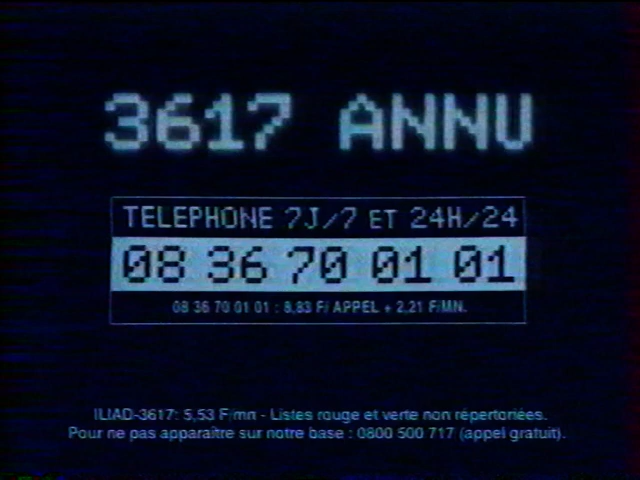 3617 ANNU
TELEPHONE 7J/7 ET 24H/24
08 36 70 01 01
08 36 70 01 01 : 8,83 F/ APPEL + 2,21 F/MN.
ILIAD-3617: 5,53 F/mn - Listes rouge et verte non répertoriées.
Pour ne pas apparaître sur notre base : 0800 500 717 (appel gratuit).